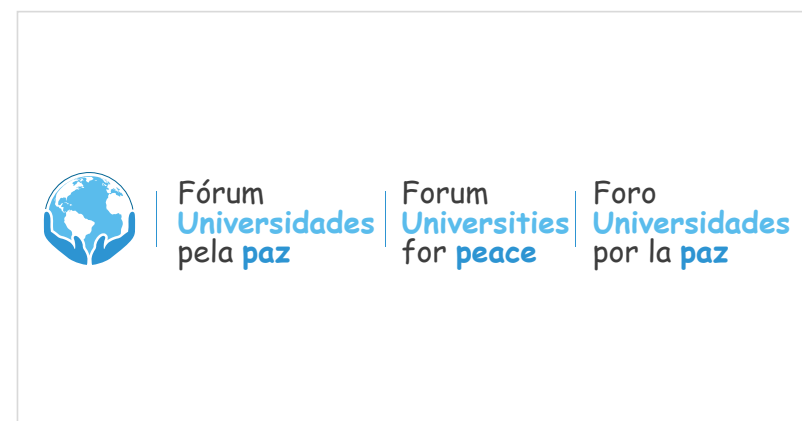 Fórum
Universidades
pela paz
Forum
Universities
for peace
Foro
Universidades
por la paz